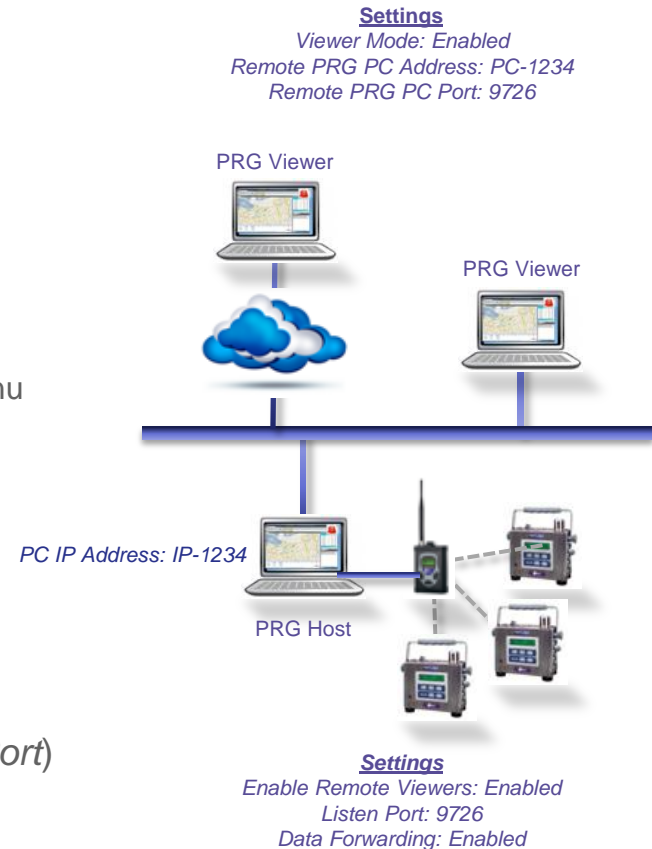 Settings
Viewer Mode: Enabled
Remote PRG PC Address: PC-1234
Remote PRG PC Port: 9726
PRG Viewer
PRG Viewer
nu
PC IP Address: IP-1234
PRG Host
ort)
Settings
Enable Remote Viewers: Enabled
Listen Port: 9726
Data Forwarding: Enabled